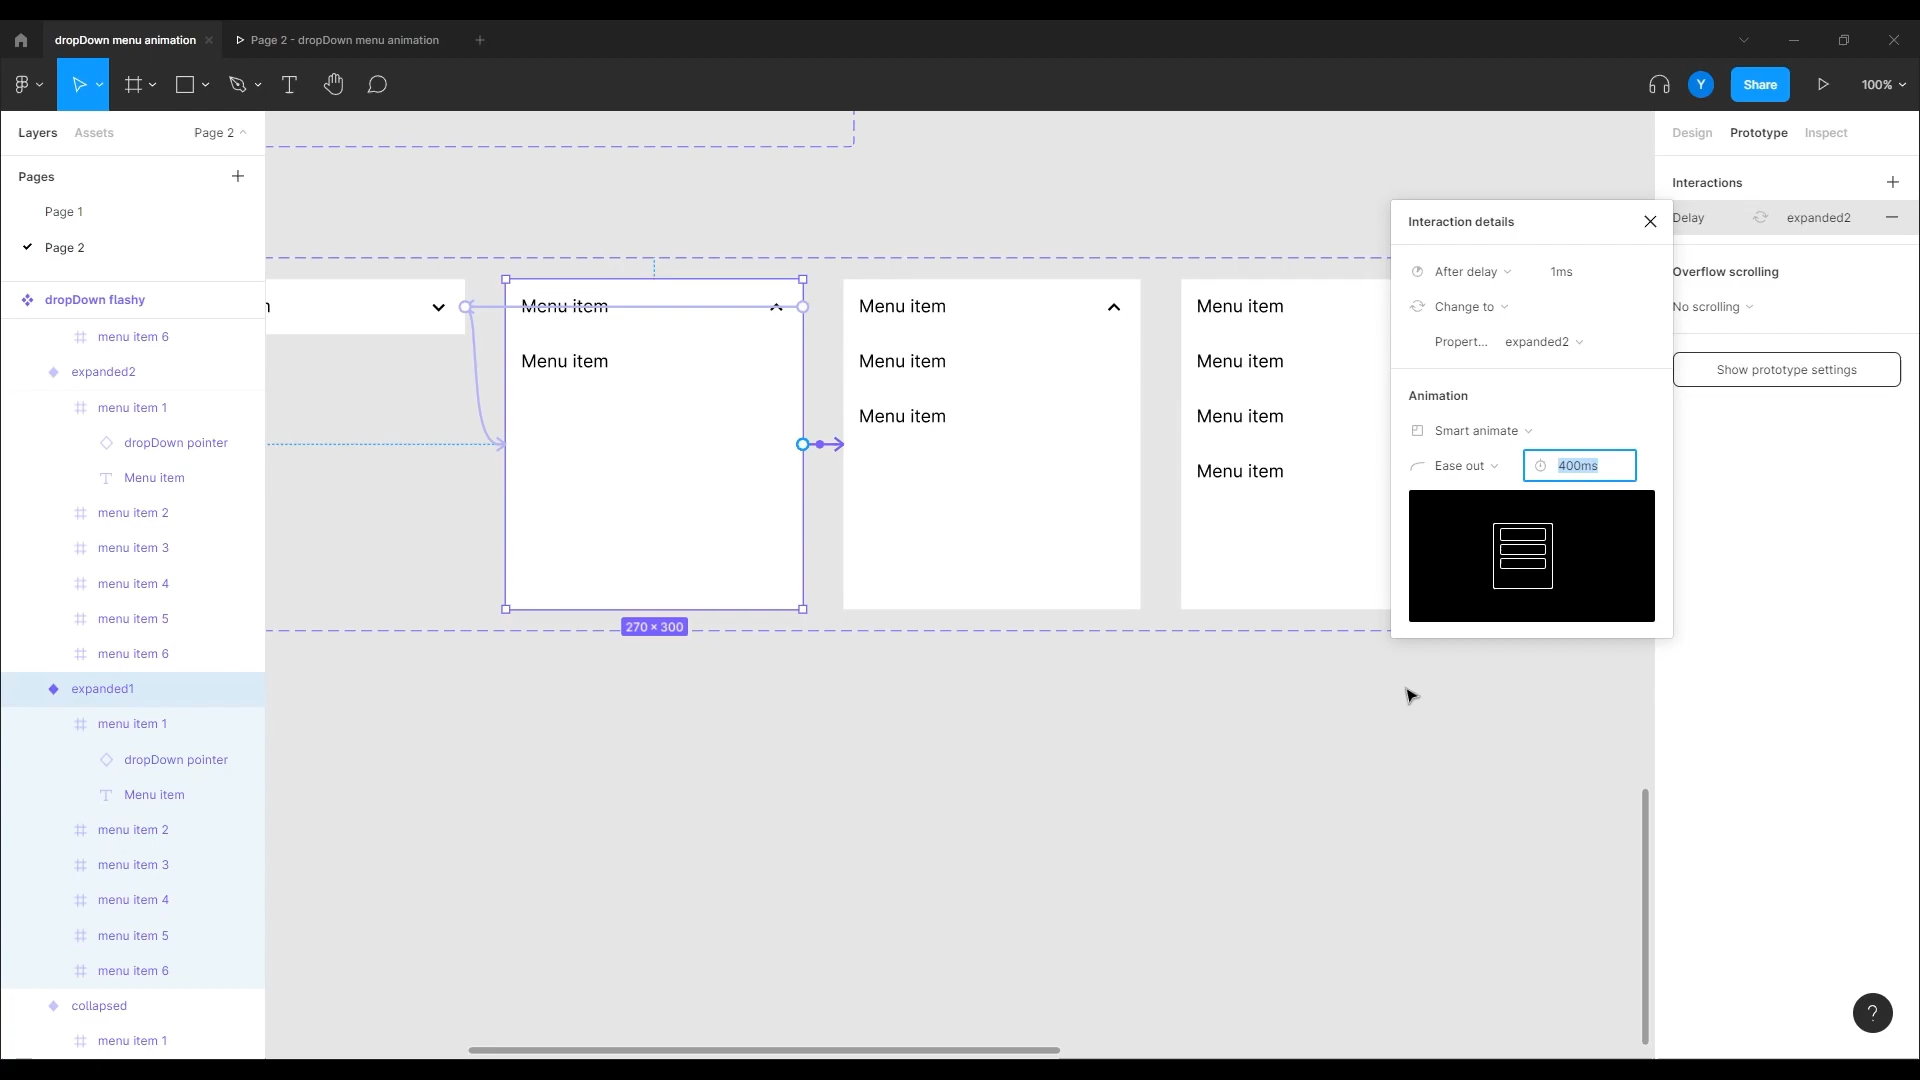 dropDown menu animation
Page 2 - dropDown menu animation
Y
Share
100%
Layers
Assets
Page 2
Pages
Page 1
Page 2
dropDown flashy
menu item 6
expanded2
menu item 1
dropDown pointer
Menu item
menu item 2
menu item 3
menu item 4
menu item 5
menu item 6
expanded1
menu item 1
dropDown pointer
Menu item
menu item 2
menu item 3
menu item 4
menu item 5
menu item 6
collapsed
menu item 1
Menu item
Menu item
270 × 300
Menu item
Menu item
Menu item
Menu item
Menu item
Menu item
Menu item
Interaction details
After delay
1ms
Change to
Propert...
expanded2
Animation
Smart animate
Ease out
400ms
Design
Prototype
Inspect
Interactions
Delay
expanded2
Overflow scrolling
No scrolling
Show prototype settings
?